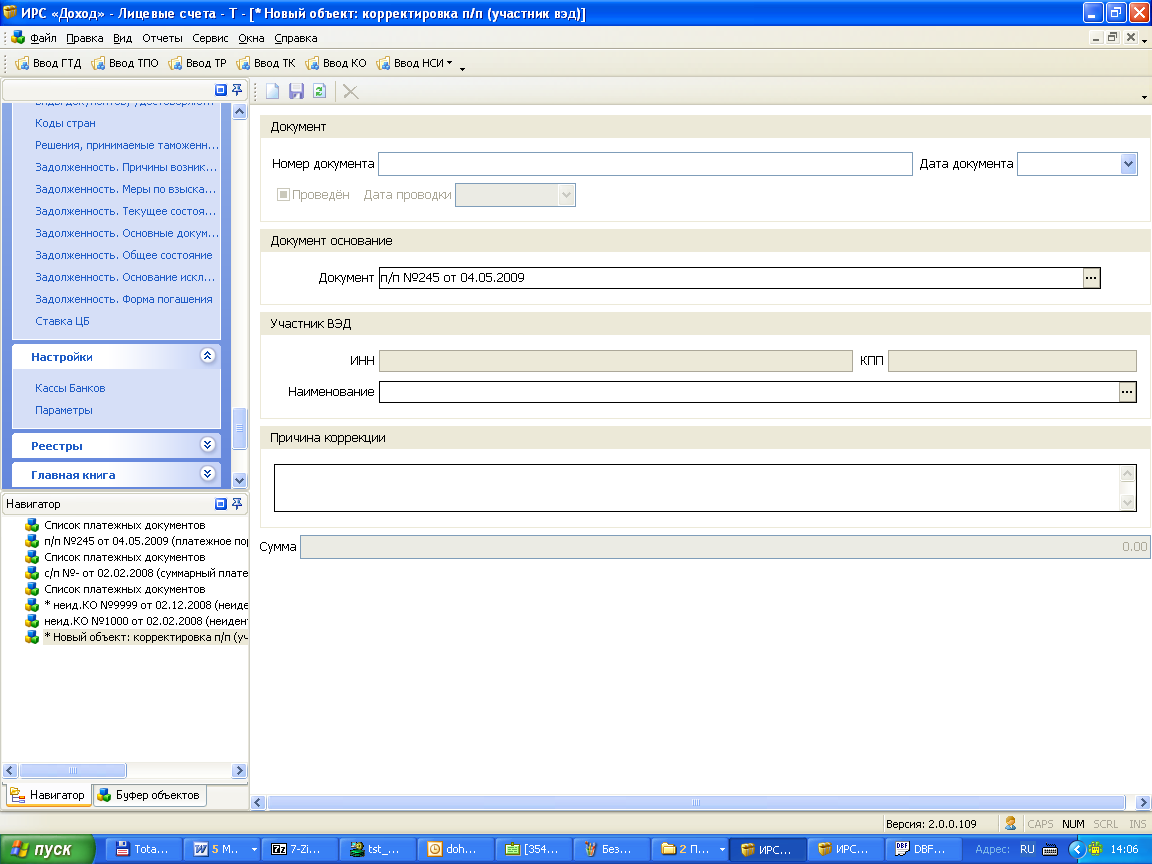 ИРС «Доход» - Лицевые счета - Т - [* Новый объект: корректировка п/п (участник вэд)]
Файл Правка Вид Отчеты Сервис Окна Справка
Ввод ГТД Ввод ТПО Ввод ТР Ввод ТК Ввод КО Ввод НСИ
Коды стран
Решения, принимаемые таможенн...
Задолженность. Причины возник...
Задолженность. Меры по взыска...
Задолженность. Текущее состоя...
Задолженность. Основные докум...
Задолженность. Общее состояние
Задолженность. Основание искл...
Задолженность. Форма погашения
Ставка ЦБ
Настройки
Кассы Банков
Параметры
Реестры
Главная книга
Навигатор
Список платежных документов
п/п №245 от 04.05.2009 (платежное пор
Список платежных документов
с/п №- от 02.02.2008 (суммарный плате
Список платежных документов
* неид.КО №9999 от 02.12.2008 (неиде
неид.КО №1000 от 02.02.2008 (неиден
* Новый объект: корректировка п/п (уч
Навигатор Буфер объектов
Документ
Номер документа Дата документа
Проведён Дата проводки
Документ основание
Документ п/п №245 от 04.05.2009 ...
Участник ВЭД
ИНН КПП
Наименование ...
Причина коррекции
Сумма 0.00
Версия: 2.0.0.109 CAPS NUM SCRL INS
пуск Tota... 5 M... 7-Zi... tst_... doh... [354... Без... 2 П... ИРС... ИРС... DBF... Адрес: RU 14:06